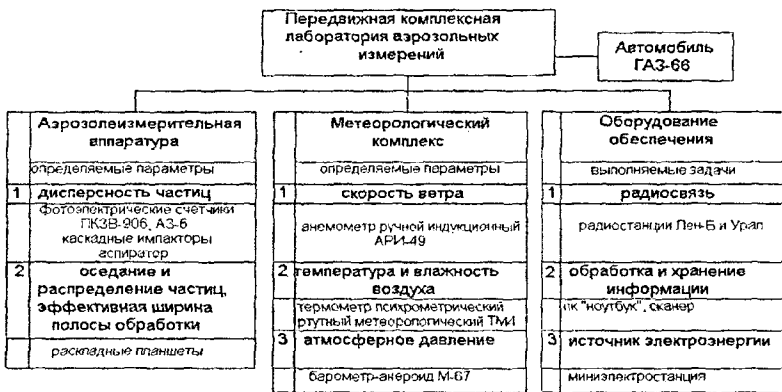 Передвижная комплексная
лаборатория аэрозольных
измерений
Автомобиль
ГАЗ-66
Аэрозолеизмерительная
аппаратура
определяемые параметры
1 дисперсность частиц
фотоэлектрические счетчики
ПКЗВ-906, АЗ-6
каскадные импакторы
аспиратор
2 оседание и
распределение частиц,
эффективная ширина
полосы обработки
раскладные планшеты
Метеорологический
комплекс
определяемые параметры
1 скорость ветра
анемометр ручной индукционный
АРИ-49
2 температура и влажность
воздуха
термометр психрометрический
ртутный метеорологический ТМИ
3 атмосферное давление
барометр-анероид М-67
Оборудование
обеспечения
выполняемые задачи
1 радиосвязь
радиостанции Лен-Б и Урал
2 обработка и хранение
информации
пк "ноутбук", сканер
3 источник электроэнергии
миниэлектростанция